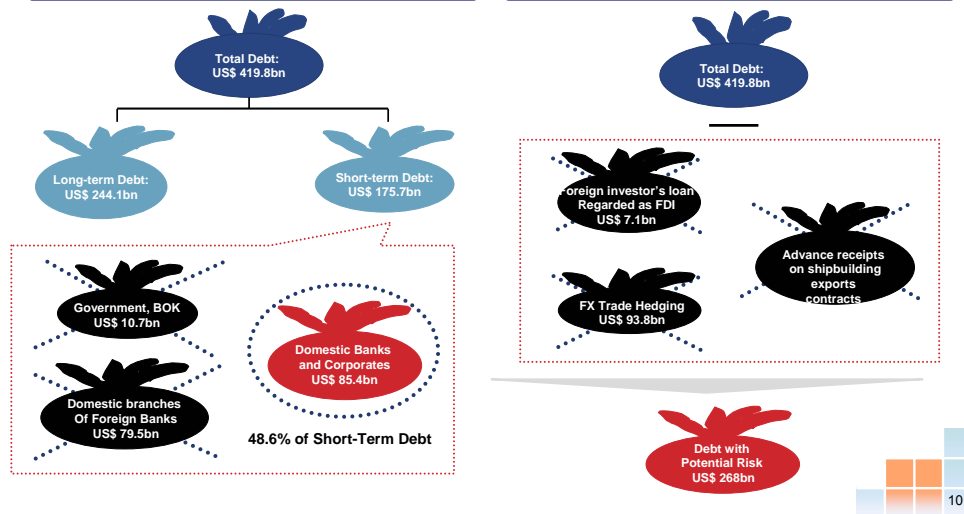 Total Debt:
US$ 419.8bn
Long-term Debt:
US$ 244.1bn
Short-term Debt:
US$ 175.7bn
Government, BOK
US$ 10.7bn
Domestic branches
Of Foreign Banks
US$ 79.5bn
Domestic Banks
and Corporates
US$ 85.4bn
48.6% of Short-Term Debt
Total Debt:
US$ 419.8bn
Foreign investor's loan
Regarded as FDI
US$ 7.1bn
FX Trade Hedging
US$ 93.8bn
Advance receipts
on shipbuilding
exports
contracts
Debt with
Potential Risk
US$ 268bn
10